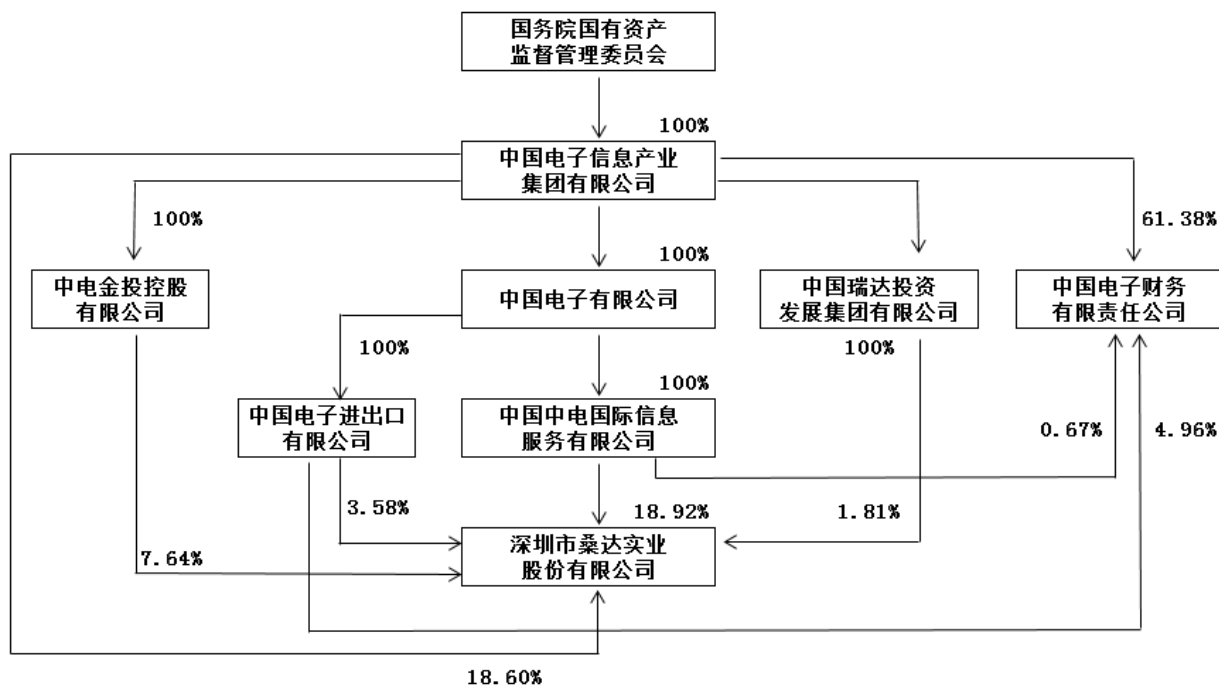 国务院国有资产
监督管理委员会
100%
中国电子信息产业
集团有限公司
100%
61.38%
100%
中电金投控股
有限公司
中国电子有限公司
中国瑞达投资
发展集团有限公司
中国电子财务
有限责任公司
100%
100%
100%
中国电子进出口
有限公司
中国中电国际信息
服务有限公司
0.67%
4.96%
3.58%
18.92%
1.81%
深圳市桑达实业
股份有限公司
7.64%
18.60%